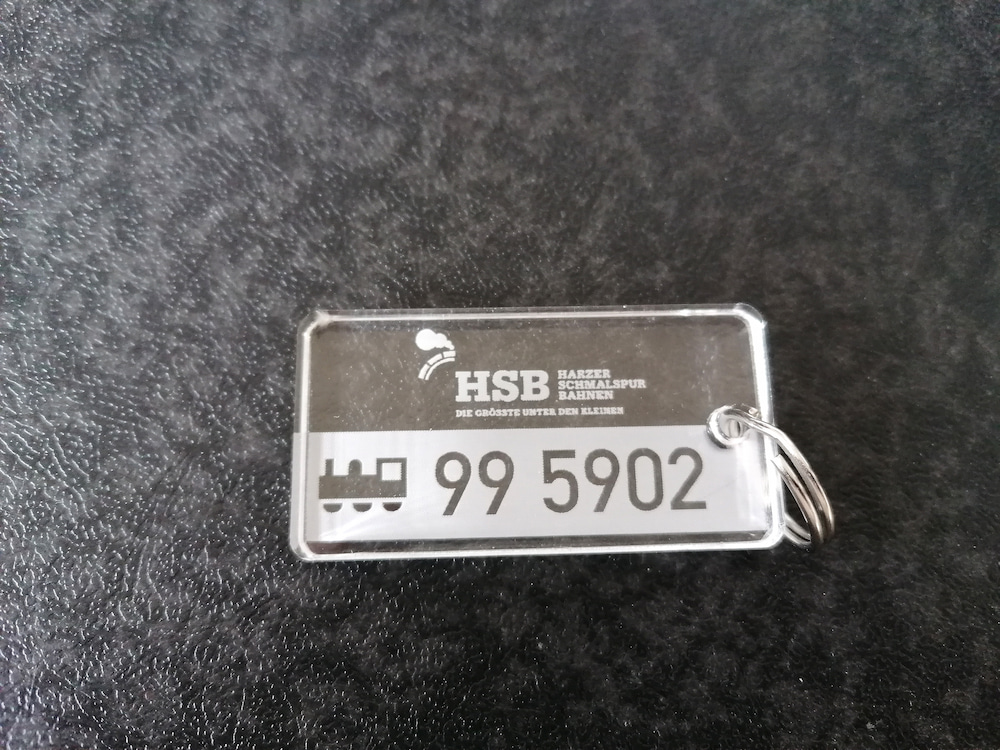 HSB
HARZER
SCHMALSPUR
BAHNEN
DIE GRÖSSTE UNTER DEN KLEINEN
99 5902